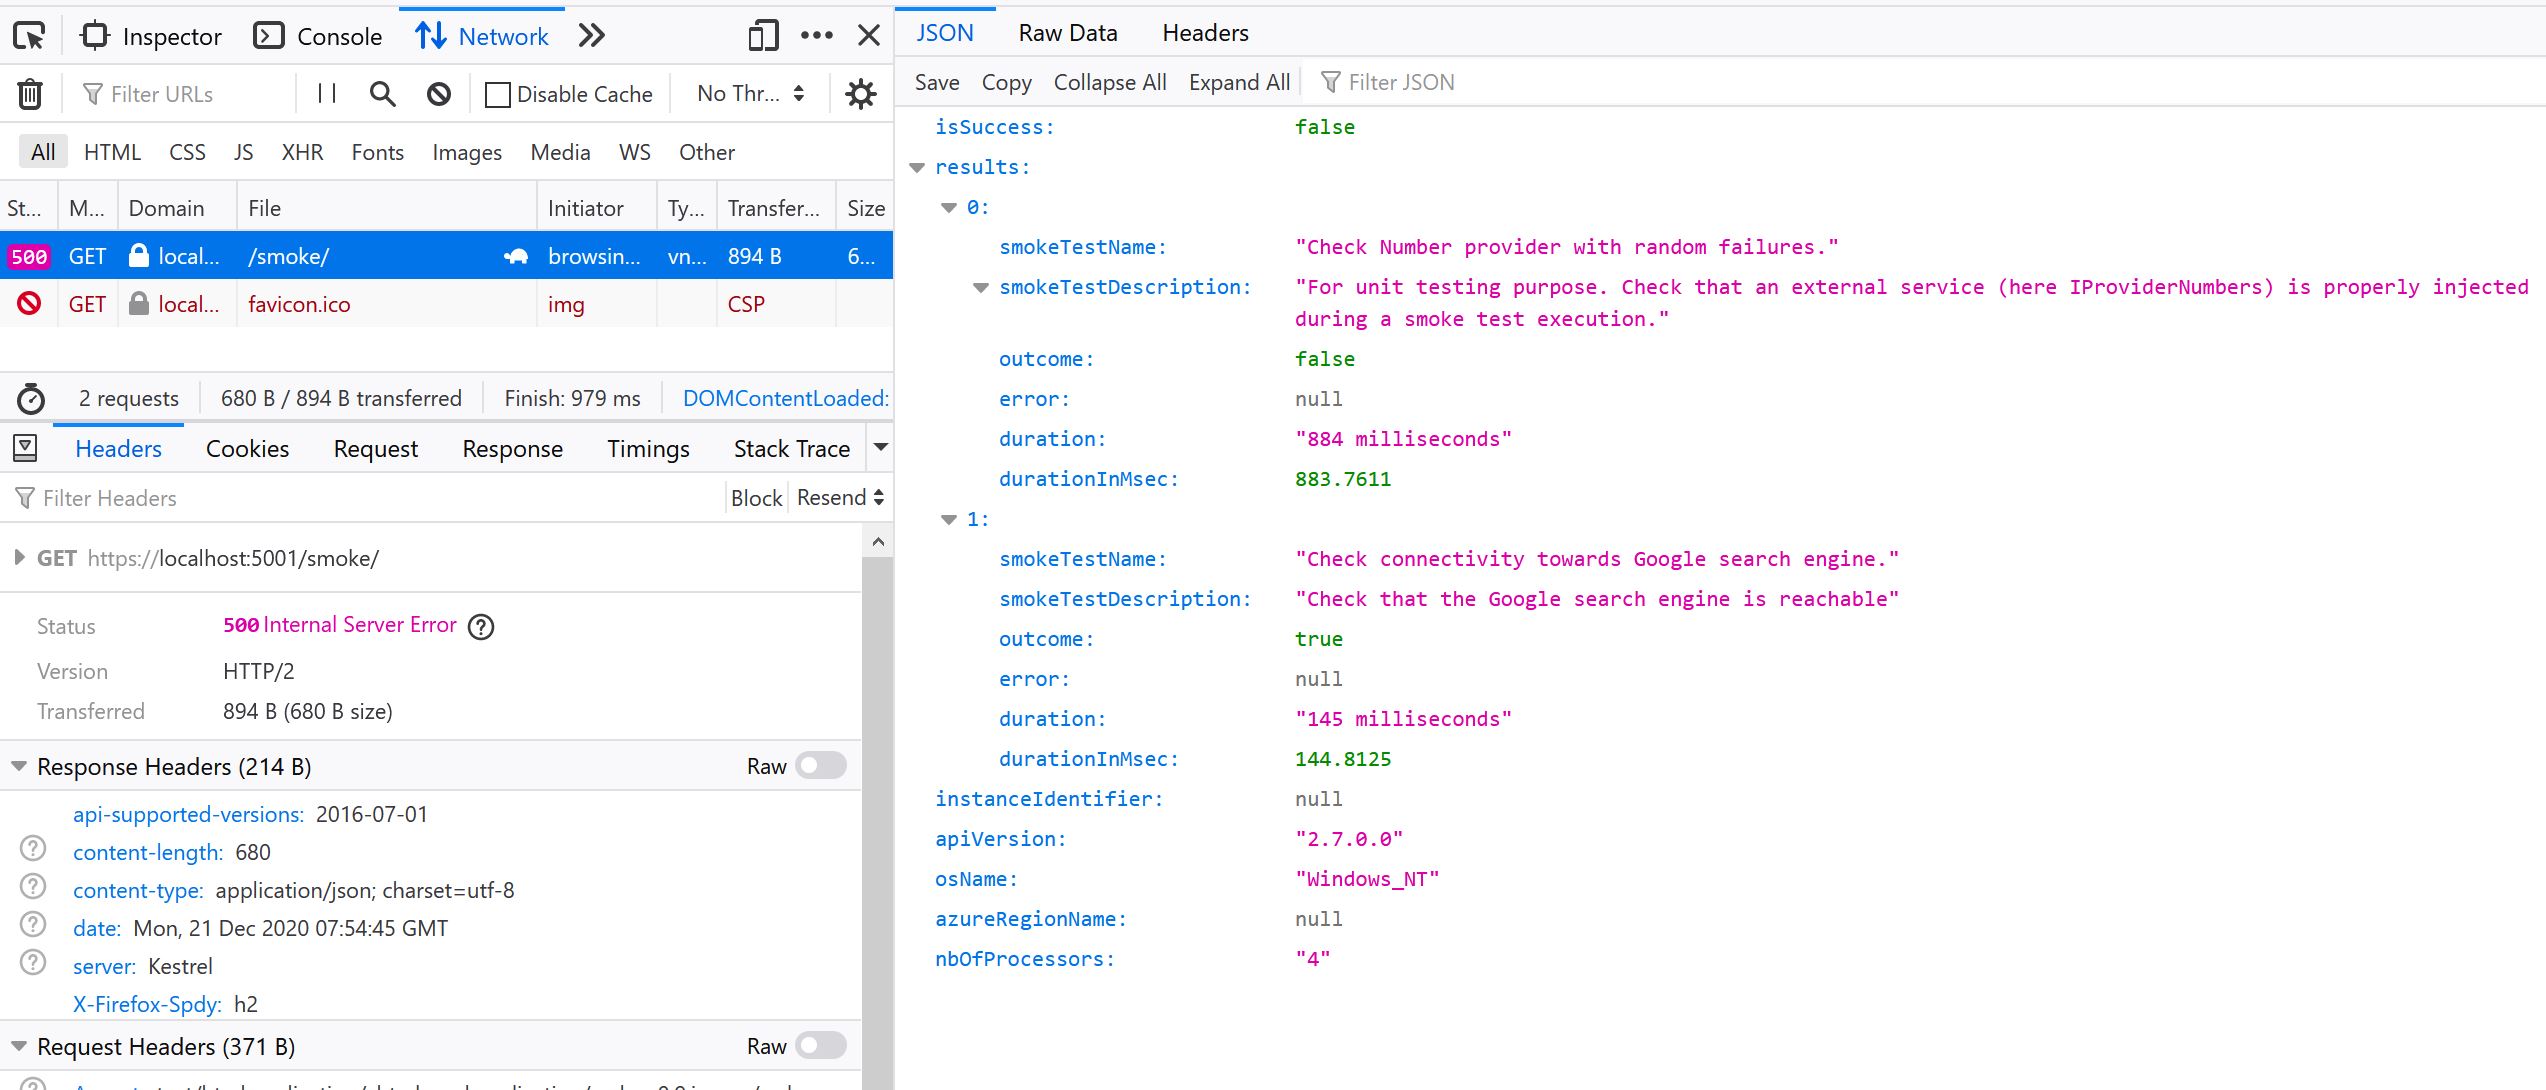 Inspector Console Network
Filter URLs Disable Cache No Thr...
All HTML CSS JS XHR Fonts Images Media WS Other
St... M... Domain File Initiator Ty... Transfer... Size
500 GET local... /smoke/ browsin... vn... 894 B 6...
GET local... favicon.ico img CSP
2 requests 680 B / 894 B transferred Finish: 979 ms DOMContentLoaded:
Headers Cookies Request Response Timings Stack Trace
Filter Headers Block Resend
GET https://localhost:5001/smoke/
Status 500 Internal Server Error
Version HTTP/2
Transferred 894 B (680 B size)
Response Headers (214 B) Raw
api-supported-versions: 2016-07-01
content-length: 680
content-type: application/json; charset=utf-8
date: Mon, 21 Dec 2020 07:54:45 GMT
server: Kestrel
X-Firefox-Spdy: h2
Request Headers (371 B) Raw
JSON Raw Data Headers
Save Copy Collapse All Expand All Filter JSON
isSuccess: false
results:
0:
smokeTestName: "Check Number provider with random failures."
smokeTestDescription: "For unit testing purpose. Check that an external service (here IProviderNumbers) is properly injected
during a smoke test execution."
outcome: false
error: null
duration: "884 milliseconds"
durationInMsec: 883.7611
1:
smokeTestName: "Check connectivity towards Google search engine."
smokeTestDescription: "Check that the Google search engine is reachable"
outcome: true
error: null
duration: "145 milliseconds"
durationInMsec: 144.8125
instanceIdentifier: null
apiVersion: "2.7.0.0"
osName: "Windows_NT"
azureRegionName: null
nbOfProcessors: "4"